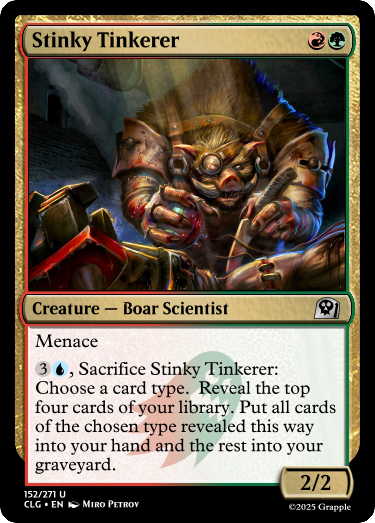 Stinky Tinkerer
Creature — Boar Scientist
Menace
3, Sacrifice Stinky Tinkerer:
Choose a card type.  Reveal the top
four cards of your library. Put all cards
of the chosen type revealed this way
into your hand and the rest into your
graveyard.
2/2
152/271 U
CLG • EN Miro Petrov
©2025 Grapple